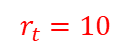 r_t = 10